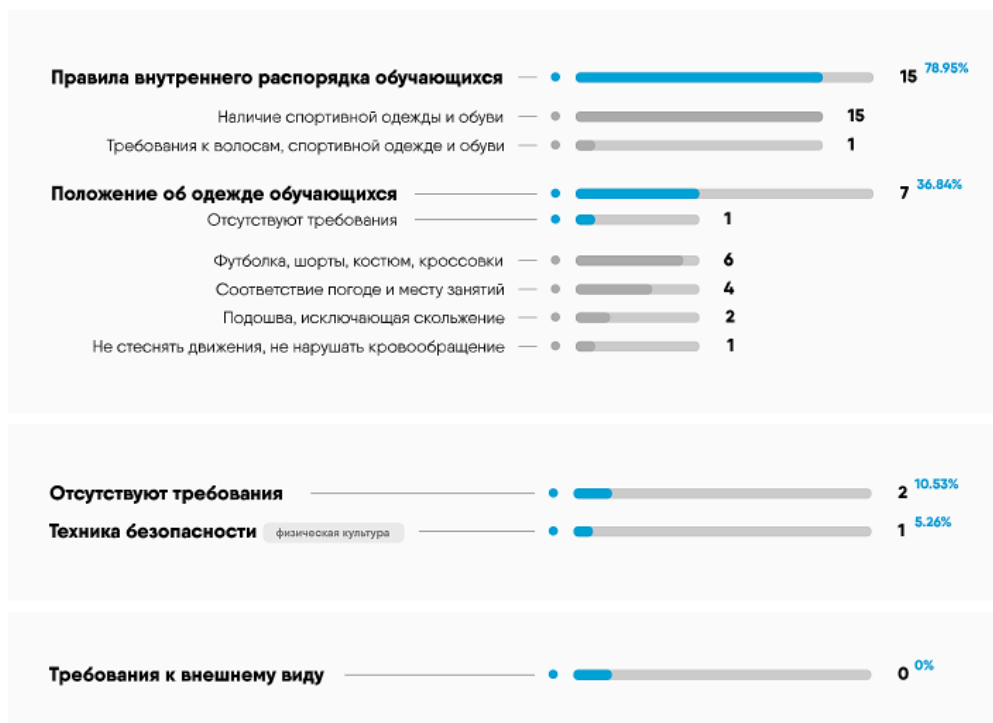 Правила внутреннего распорядка обучающихся 15 78.95%
Наличие спортивной одежды и обуви 15
Требования к волосам, спортивной одежде и обуви 1
Положение об одежде обучающихся 7 36.84%
Отсутствуют требования 1
Футболка, шорты, костюм, кроссовки 6
Соответствие погоде и месту занятий 4
Подошва, исключающая скольжение 2
Не стеснять движения, не нарушать кровообращение 1
Отсутствуют требования 2 10.53%
Техника безопасности физическая культура 1 5.26%
Требования к внешнему виду 0 0%